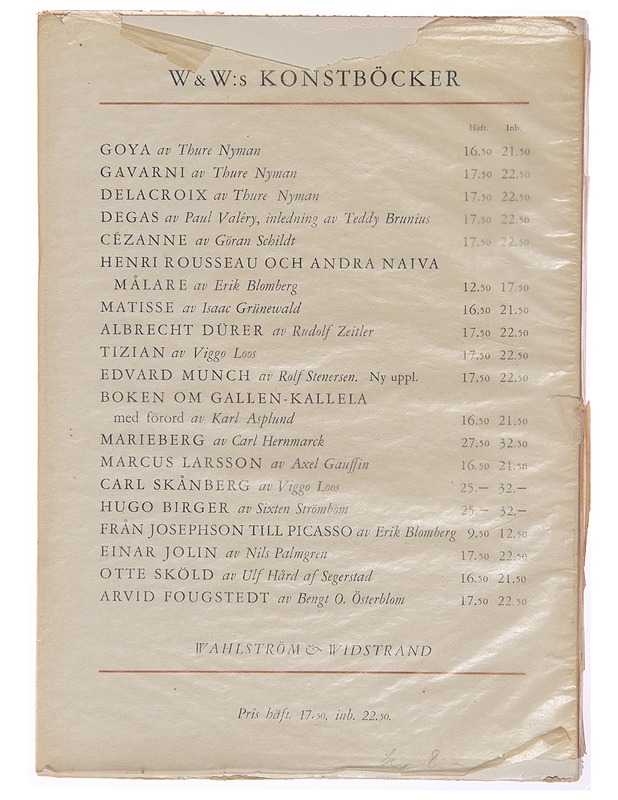 W&W:s KONSTBÖCKER
Häft. Inb.
GOYA av Thure Nyman 16.50 21.50
GAVARNI av Thure Nyman 17.50 22.50
DELACROIX av Thure Nyman 17.50 22.50
DEGAS av Paul Valéry, inledning av Teddy Brunius 17.50 22.50
CÉZANNE av Göran Schildt 17.50 22.50
HENRI ROUSSEAU OCH ANDRA NAIVA
MÅLARE av Erik Blomberg 12.50 17.50
MATISSE av Isaac Grünewald 16.50 21.50
ALBRECHT DÜRER av Rudolf Zeitler 17.50 22.50
TIZIAN av Viggo Loos 17.50 22.50
EDVARD MUNCH av Rolf Stenersen. Ny uppl. 17.50 22.50
BOKEN OM GALLEN-KALLELA
med förord av Karl Asplund 16.50 21.50
MARIEBERG av Carl Hernmarck 27.50 32.50
MARCUS LARSSON av Axel Gauffin 16.50 21.50
CARL SKÅNBERG av Viggo Loos 25.— 32.—
HUGO BIRGER av Sixten Strömbom 25.— 32.—
FRÅN JOSEPHSON TILL PICASSO av Erik Blomberg 9.50 12.50
EINAR JOLIN av Nils Palmgren 17.50 22.50
OTTE SKÖLD av Ulf Hård af Segerstad 16.50 21.50
ARVID FOUGSTEDT av Bengt O. Österblom 17.50 22.50
WAHLSTRÖM & WIDSTRAND
Pris häft. 17.50, inb. 22.50.